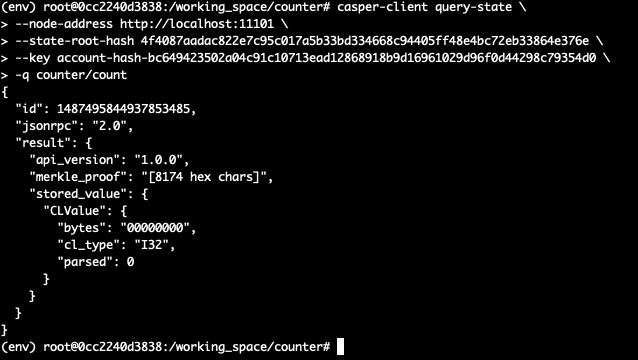 (env) root@0cc2240d3838:/working_space/counter# casper-client query-state \
> --node-address http://localhost:11101 \
> --state-root-hash 4f4087aadac822e7c95c017a5b33bd334668c94405ff48e4bc72eb33864e376e \
> --key account-hash-bc649423502a04c91c10713ead12868918b9d16961029d96f0d44298c79354d0 \
> -q counter/count
{
  "id": 1487495844937853485,
  "jsonrpc": "2.0",
  "result": {
    "api_version": "1.0.0",
    "merkle_proof": "[8174 hex chars]",
    "stored_value": {
      "CLValue": {
        "bytes": "00000000",
        "cl_type": "I32",
        "parsed": 0
      }
    }
  }
}
(env) root@0cc2240d3838:/working_space/counter#